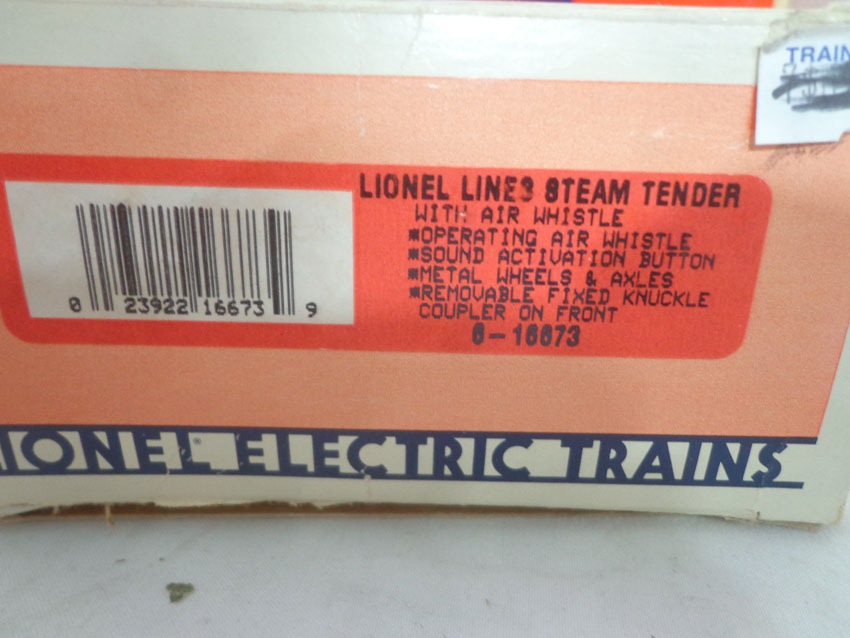 TRAIN
LIONEL LINES STEAM TENDER
WITH AIR WHISTLE
*OPERATING AIR WHISTLE
*SOUND ACTIVATION BUTTON
*METAL WHEELS & AXLES
*REMOVABLE FIXED KNUCKLE
COUPLER ON FRONT
6-16673
0 23922 16673 9
IONEL® ELECTRIC TRAINS